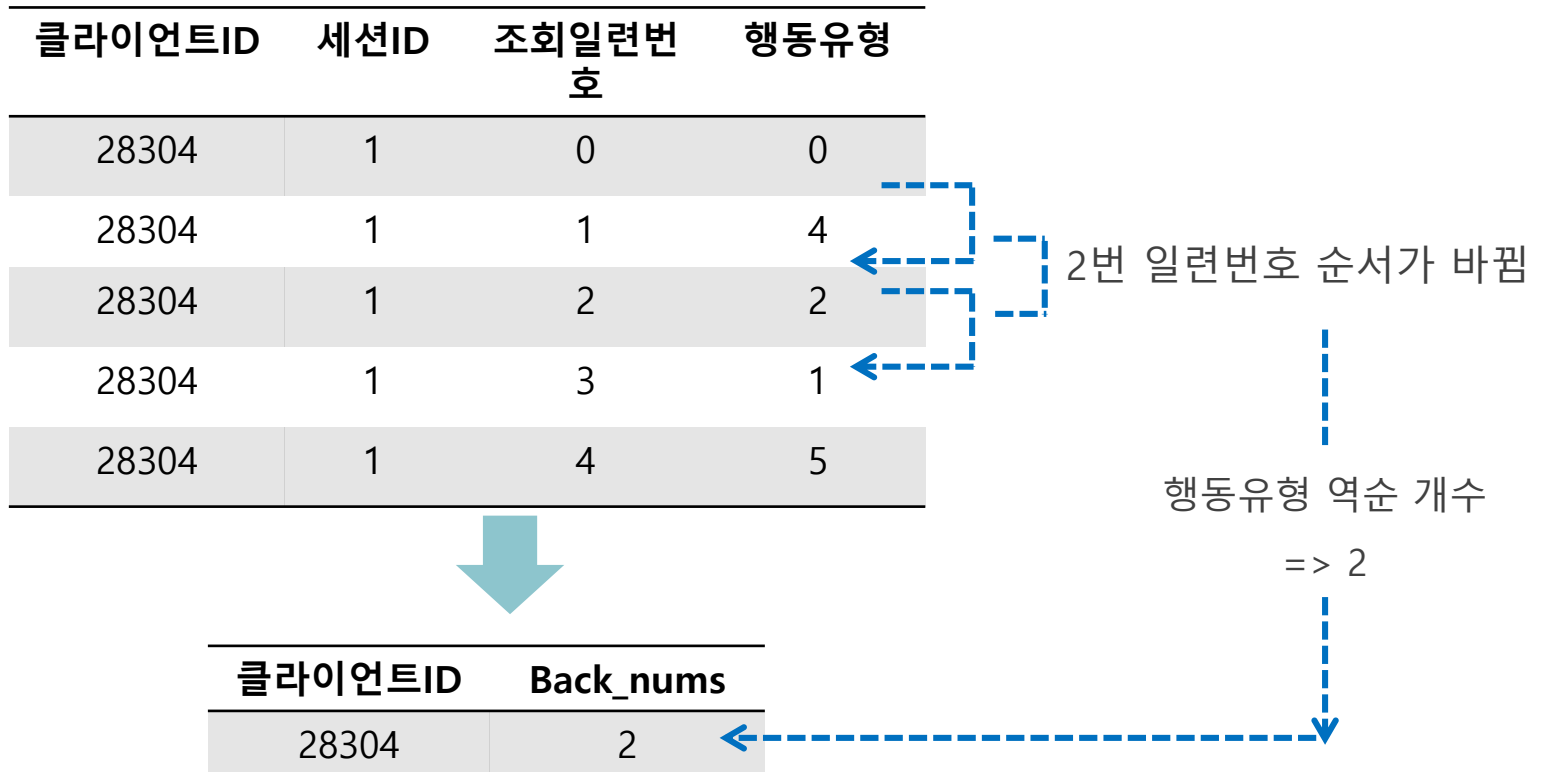 클라이언트ID 세션ID 조회일련번 행동유형
호
28304 1 0 0
28304 1 1 4
28304 1 2 2
28304 1 3 1
28304 1 4 5
2번 일련번호 순서가 바뀜
행동유형 역순 개수
=> 2
클라이언트ID Back_nums
28304 2